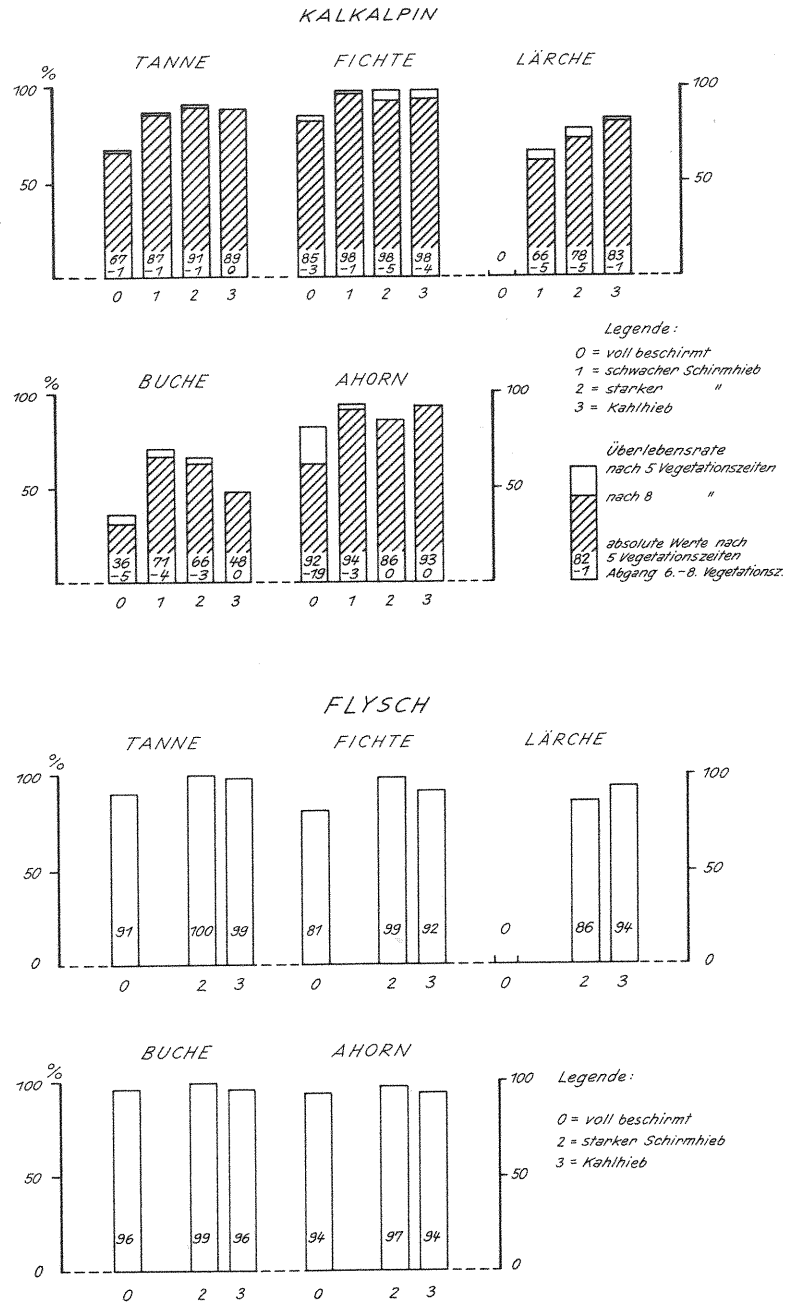 KALKALPIN
TANNE FICHTE LÄRCHE
%
100 100
50 50
67 87 91 89 85 98 98 98 0 66 78 83
-1 -1 -1 0 -3 -1 -5 -4 -5 -5 -1
0 1 2 3 0 1 2 3 0 1 2 3
Legende:
0 = voll beschirmt
1 = schwacher Schirmhieb
2 = starker "
3 = Kahlhieb
BUCHE AHORN
%
100 100
50 50
36 71 66 48 92 94 86 93
-5 -4 -3 0 -19 -3 0 0
0 1 2 3 0 1 2 3
Überlebensrate
nach 5 Vegetationszeiten
nach 8 "
absolute Werte nach
82 5 Vegetationszeiten
-1 Abgang 6.-8. Vegetationsz.
FLYSCH
TANNE FICHTE LÄRCHE
%
100 100
50 50
91 100 99 81 99 92 0 86 94
0 0
0 2 3 0 2 3 0 2 3
BUCHE AHORN
%
100 100
50 50
96 99 96 94 97 94
0 0
0 2 3 0 2 3
Legende:
0 = voll beschirmt
2 = starker Schirmhieb
3 = Kahlhieb